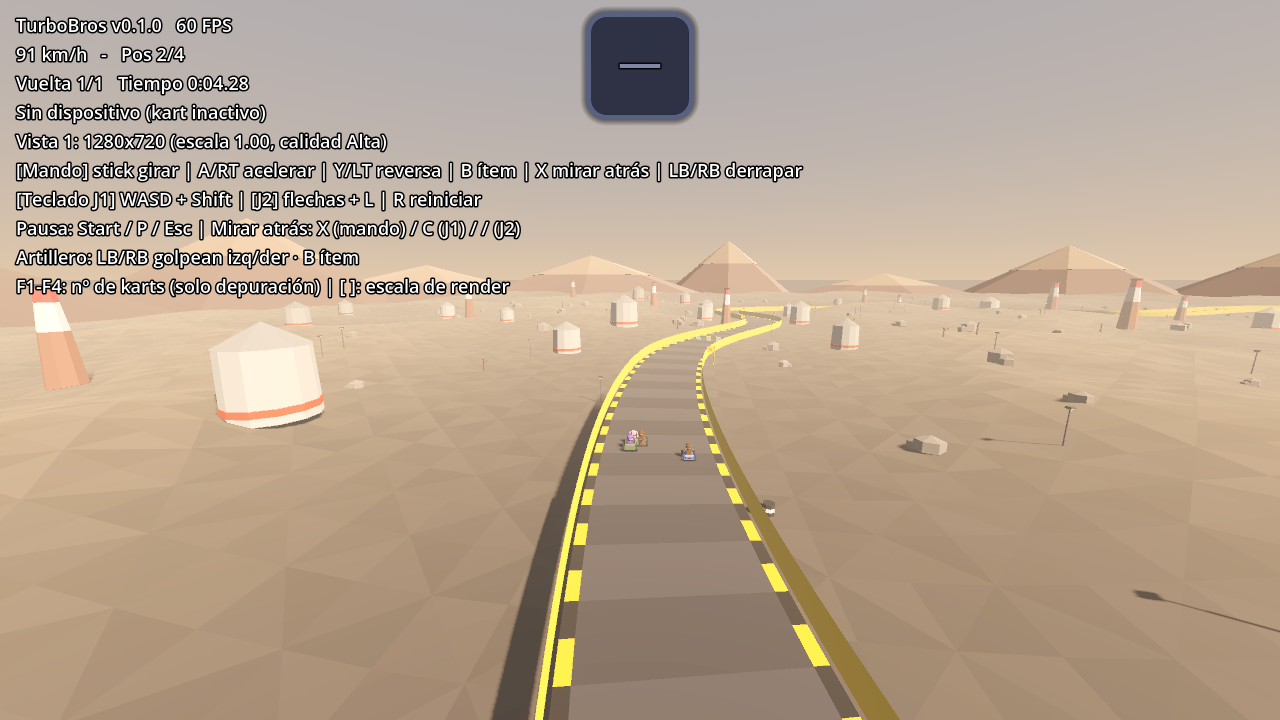 TurboBros v0.1.0 60 FPS
91 km/h - Pos 2/4
Vuelta 1/1 Tiempo 0:04.28
Sin dispositivo (kart inactivo)
Vista 1: 1280x720 (escala 1.00, calidad Alta)
[Mando] stick girar | A/RT acelerar | Y/LT reversa | B ítem | X mirar atrás | LB/RB derrapar
[Teclado J1] WASD + Shift | [J2] flechas + L | R reiniciar
Pausa: Start / P / Esc | Mirar atrás: X (mando) / C (J1) / / (J2)
Artillero: LB/RB golpean izq/der · B ítem
F1-F4: nº de karts (solo depuración) | [ ]: escala de render